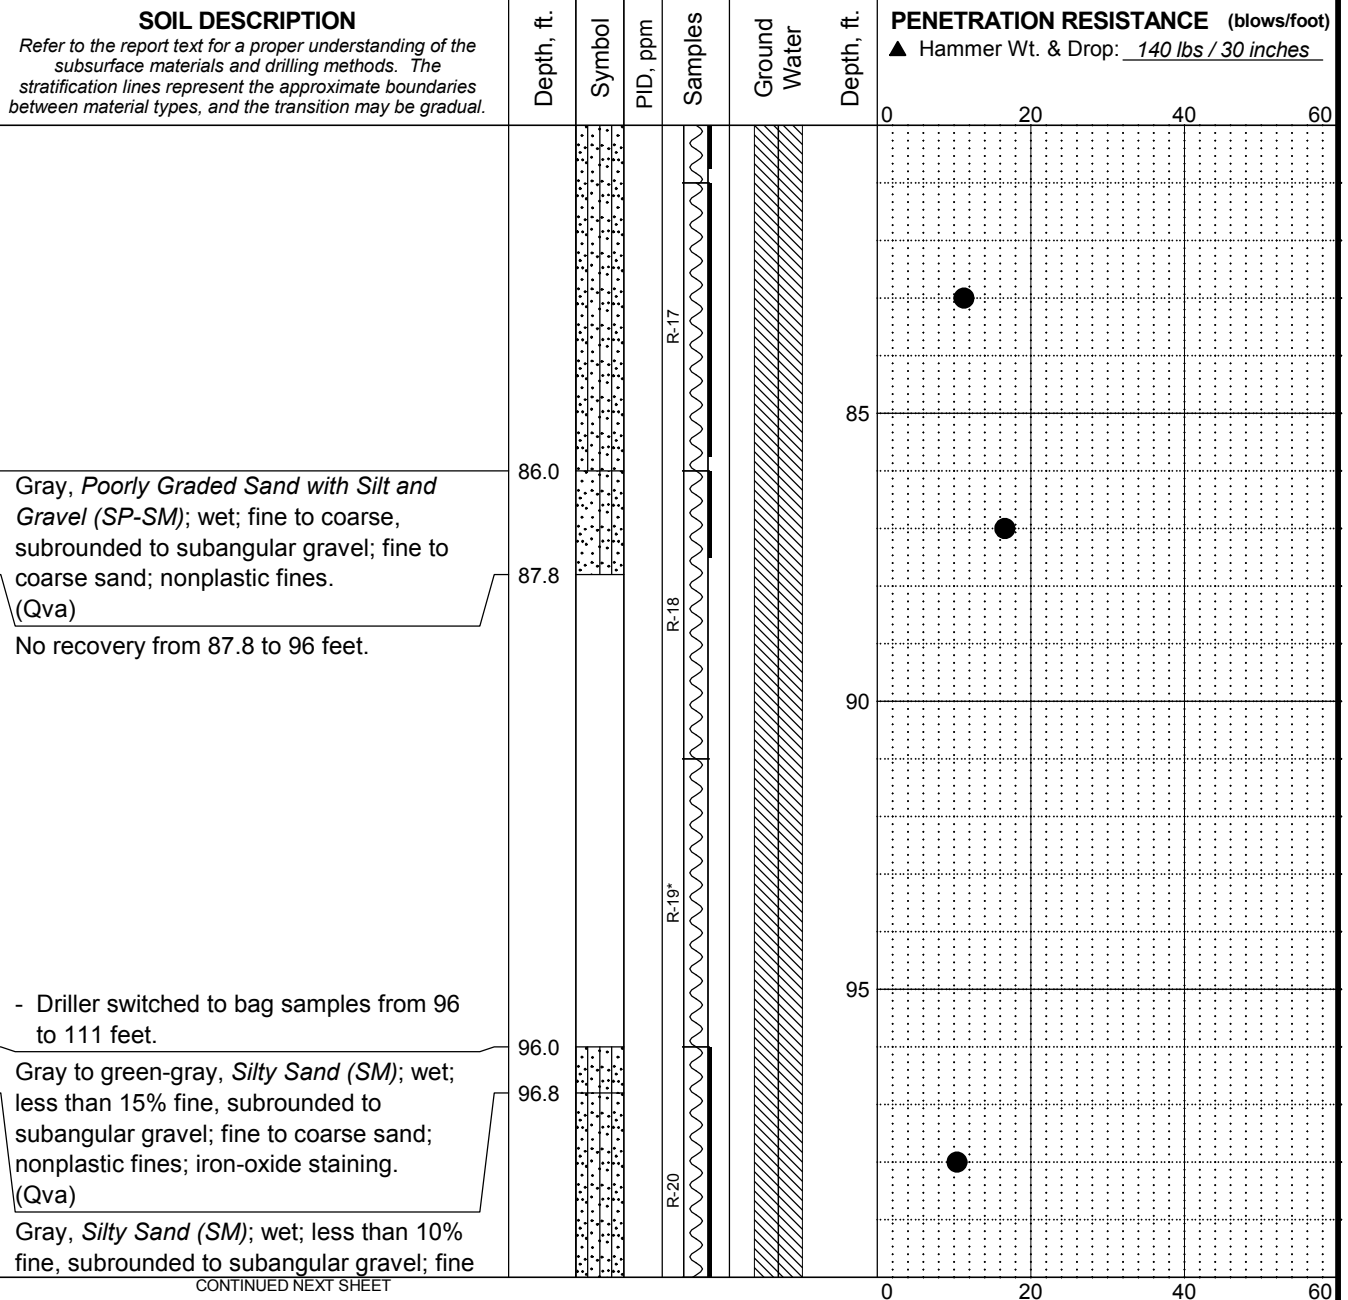 SOIL DESCRIPTION
Refer to the report text for a proper understanding of the
subsurface materials and drilling methods. The
stratification lines represent the approximate boundaries
between material types, and the transition may be gradual.
Depth, ft.
Symbol
PID, ppm
Samples
Ground
Water
Depth, ft.
PENETRATION RESISTANCE (blows/foot)
▲ Hammer Wt. & Drop: 140 lbs / 30 inches
0 20 40 60
R-17
85
86.0
Gray, Poorly Graded Sand with Silt and
Gravel (SP-SM); wet; fine to coarse,
subrounded to subangular gravel; fine to
coarse sand; nonplastic fines.
(Qva)
87.8
R-18
No recovery from 87.8 to 96 feet.
90
R-19*
95
- Driller switched to bag samples from 96
to 111 feet.
96.0
Gray to green-gray, Silty Sand (SM); wet;
less than 15% fine, subrounded to
subangular gravel; fine to coarse sand;
nonplastic fines; iron-oxide staining.
(Qva)
96.8
R-20
Gray, Silty Sand (SM); wet; less than 10%
fine, subrounded to subangular gravel; fine
CONTINUED NEXT SHEET
0 20 40 60